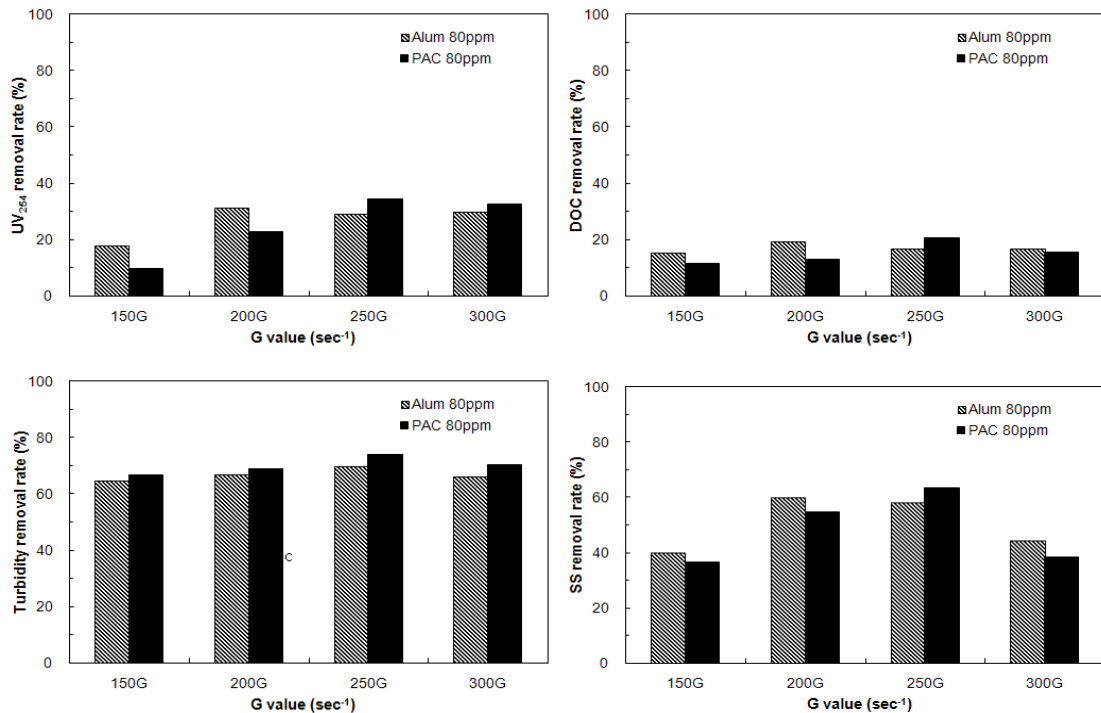 100
80
60
40
20
0
UV254 removal rate (%)
Alum 80ppm
PAC 80ppm
150G 200G 250G 300G
G value (sec-1)
100
80
60
40
20
0
DOC removal rate (%)
Alum 80ppm
PAC 80ppm
150G 200G 250G 300G
G value (sec-1)
100
80
60
40
20
0
Turbidity removal rate (%)
Alum 80ppm
PAC 80ppm
C
150G 200G 250G 300G
G value (sec-1)
100
80
60
40
20
0
SS removal rate (%)
Alum 80ppm
PAC 80ppm
150G 200G 250G 300G
G value (sec-1)